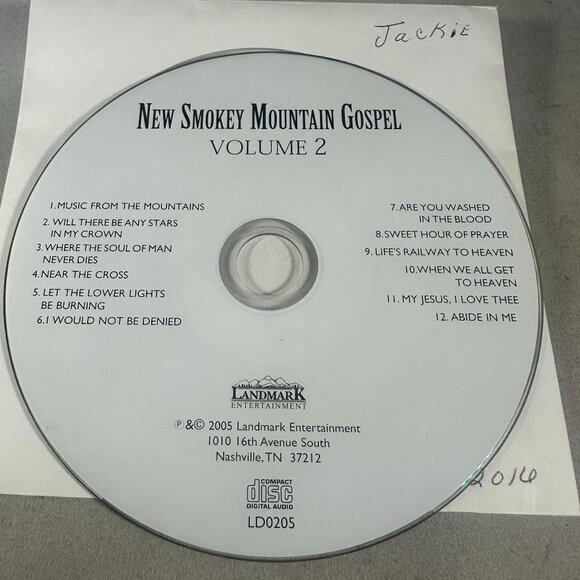 Jackie
NEW SMOKEY MOUNTAIN GOSPEL
VOLUME 2
1. MUSIC FROM THE MOUNTAINS
2. WILL THERE BE ANY STARS
IN MY CROWN
3. WHERE THE SOUL OF MAN
NEVER DIES
4. NEAR THE CROSS
5. LET THE LOWER LIGHTS
BE BURNING
6. I WOULD NOT BE DENIED
7. ARE YOU WASHED
IN THE BLOOD
8. SWEET HOUR OF PRAYER
9. LIFE'S RAILWAY TO HEAVEN
10. WHEN WE ALL GET
TO HEAVEN
11. MY JESUS, I LOVE THEE
12. ABIDE IN ME
LANDMARK
ENTERTAINMENT
℗ &© 2005 Landmark Entertainment
1010 16th Avenue South
Nashville, TN 37212
COMPACT
disc
DIGITAL AUDIO
LD0205
2016